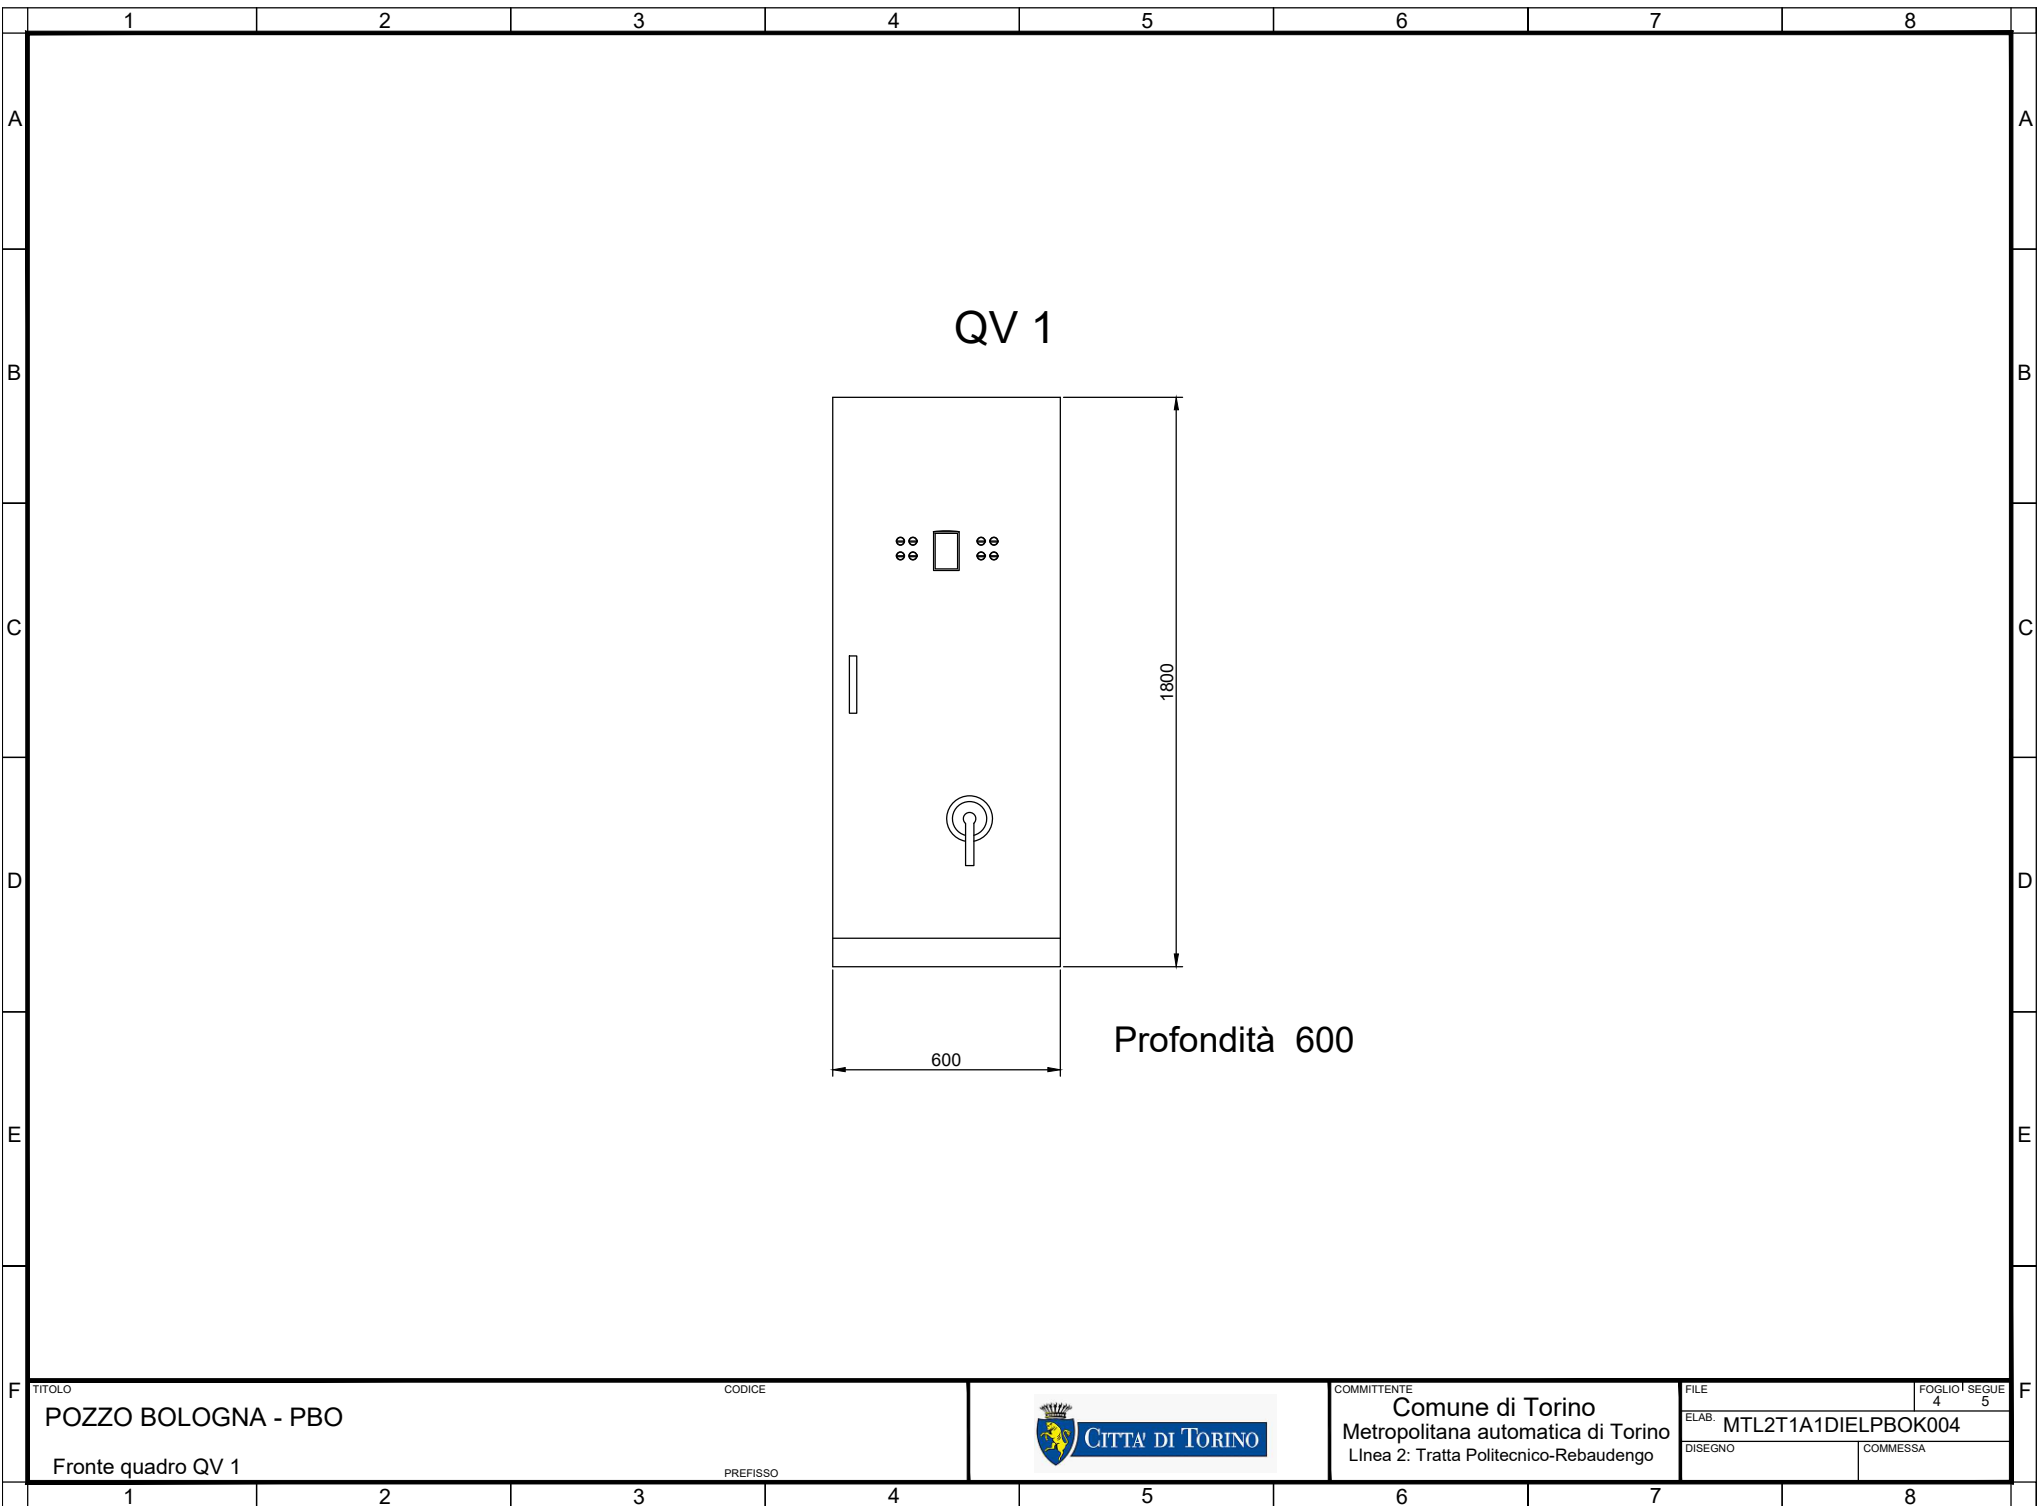 1 2 3 4 5 6 7 8
A A
QV 1
B B
C C
1800
D D
Profondità 600
600
E E
F F
TITOLO
POZZO BOLOGNA - PBO
Fronte quadro QV 1
CODICE
PREFISSO
CITTA' DI TORINO
COMMITTENTE
Comune di Torino
Metropolitana automatica di Torino
LInea 2: Tratta Politecnico-Rebaudengo
FILE
FOGLIO SEGUE
4 5
ELAB. MTL2T1A1DIELPBOK004
DISEGNO COMMESSA
1 2 3 4 5 6 7 8